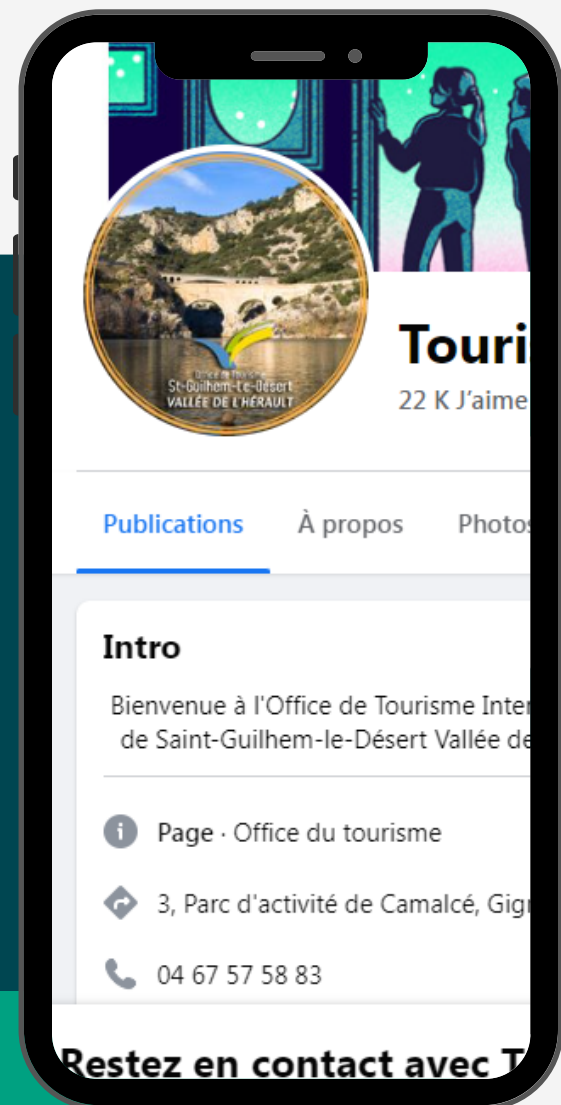 Office de Tourisme
St-Guilhem-Le-Désert
VALLÉE DE L'HÉRAULT
Touri
22 K J'aime
Publications
À propos
Photos
Intro
Bienvenue à l'Office de Tourisme Inter
de Saint-Guilhem-le-Désert Vallée de
Page · Office du tourisme
3, Parc d'activité de Camalcé, Gign
04 67 57 58 83
Restez en contact avec T